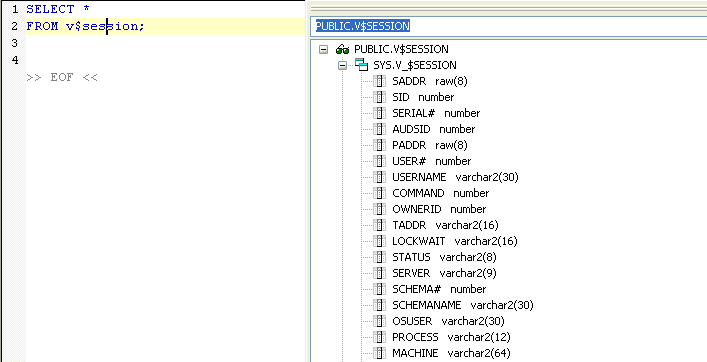 1 SELECT *
2 FROM v$session;
3
4
>> EOF <<
PUBLIC.V$SESSION
PUBLIC.V$SESSION
SYS.V_$SESSION
SADDR raw(8)
SID number
SERIAL# number
AUDSID number
PADDR raw(8)
USER# number
USERNAME varchar2(30)
COMMAND number
OWNERID number
TADDR varchar2(16)
LOCKWAIT varchar2(16)
STATUS varchar2(8)
SERVER varchar2(9)
SCHEMA# number
SCHEMANAME varchar2(30)
OSUSER varchar2(30)
PROCESS varchar2(12)
MACHINE varchar2(64)